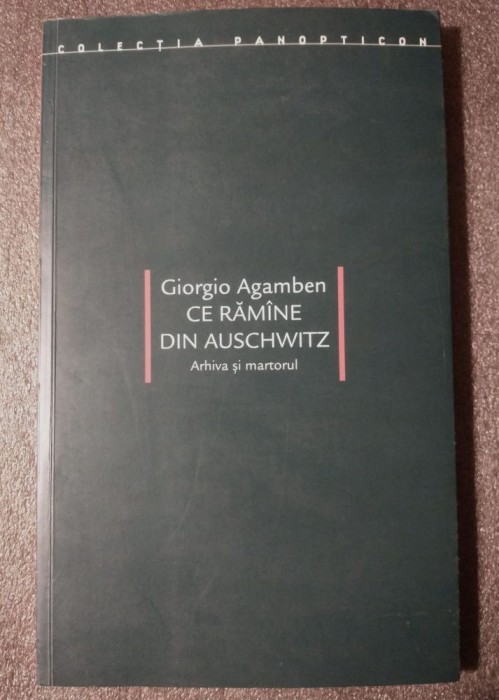 COLECȚIA PANOPTICON
Giorgio Agamben
CE RĂMÎNE
DIN AUSCHWITZ
Arhiva și martorul